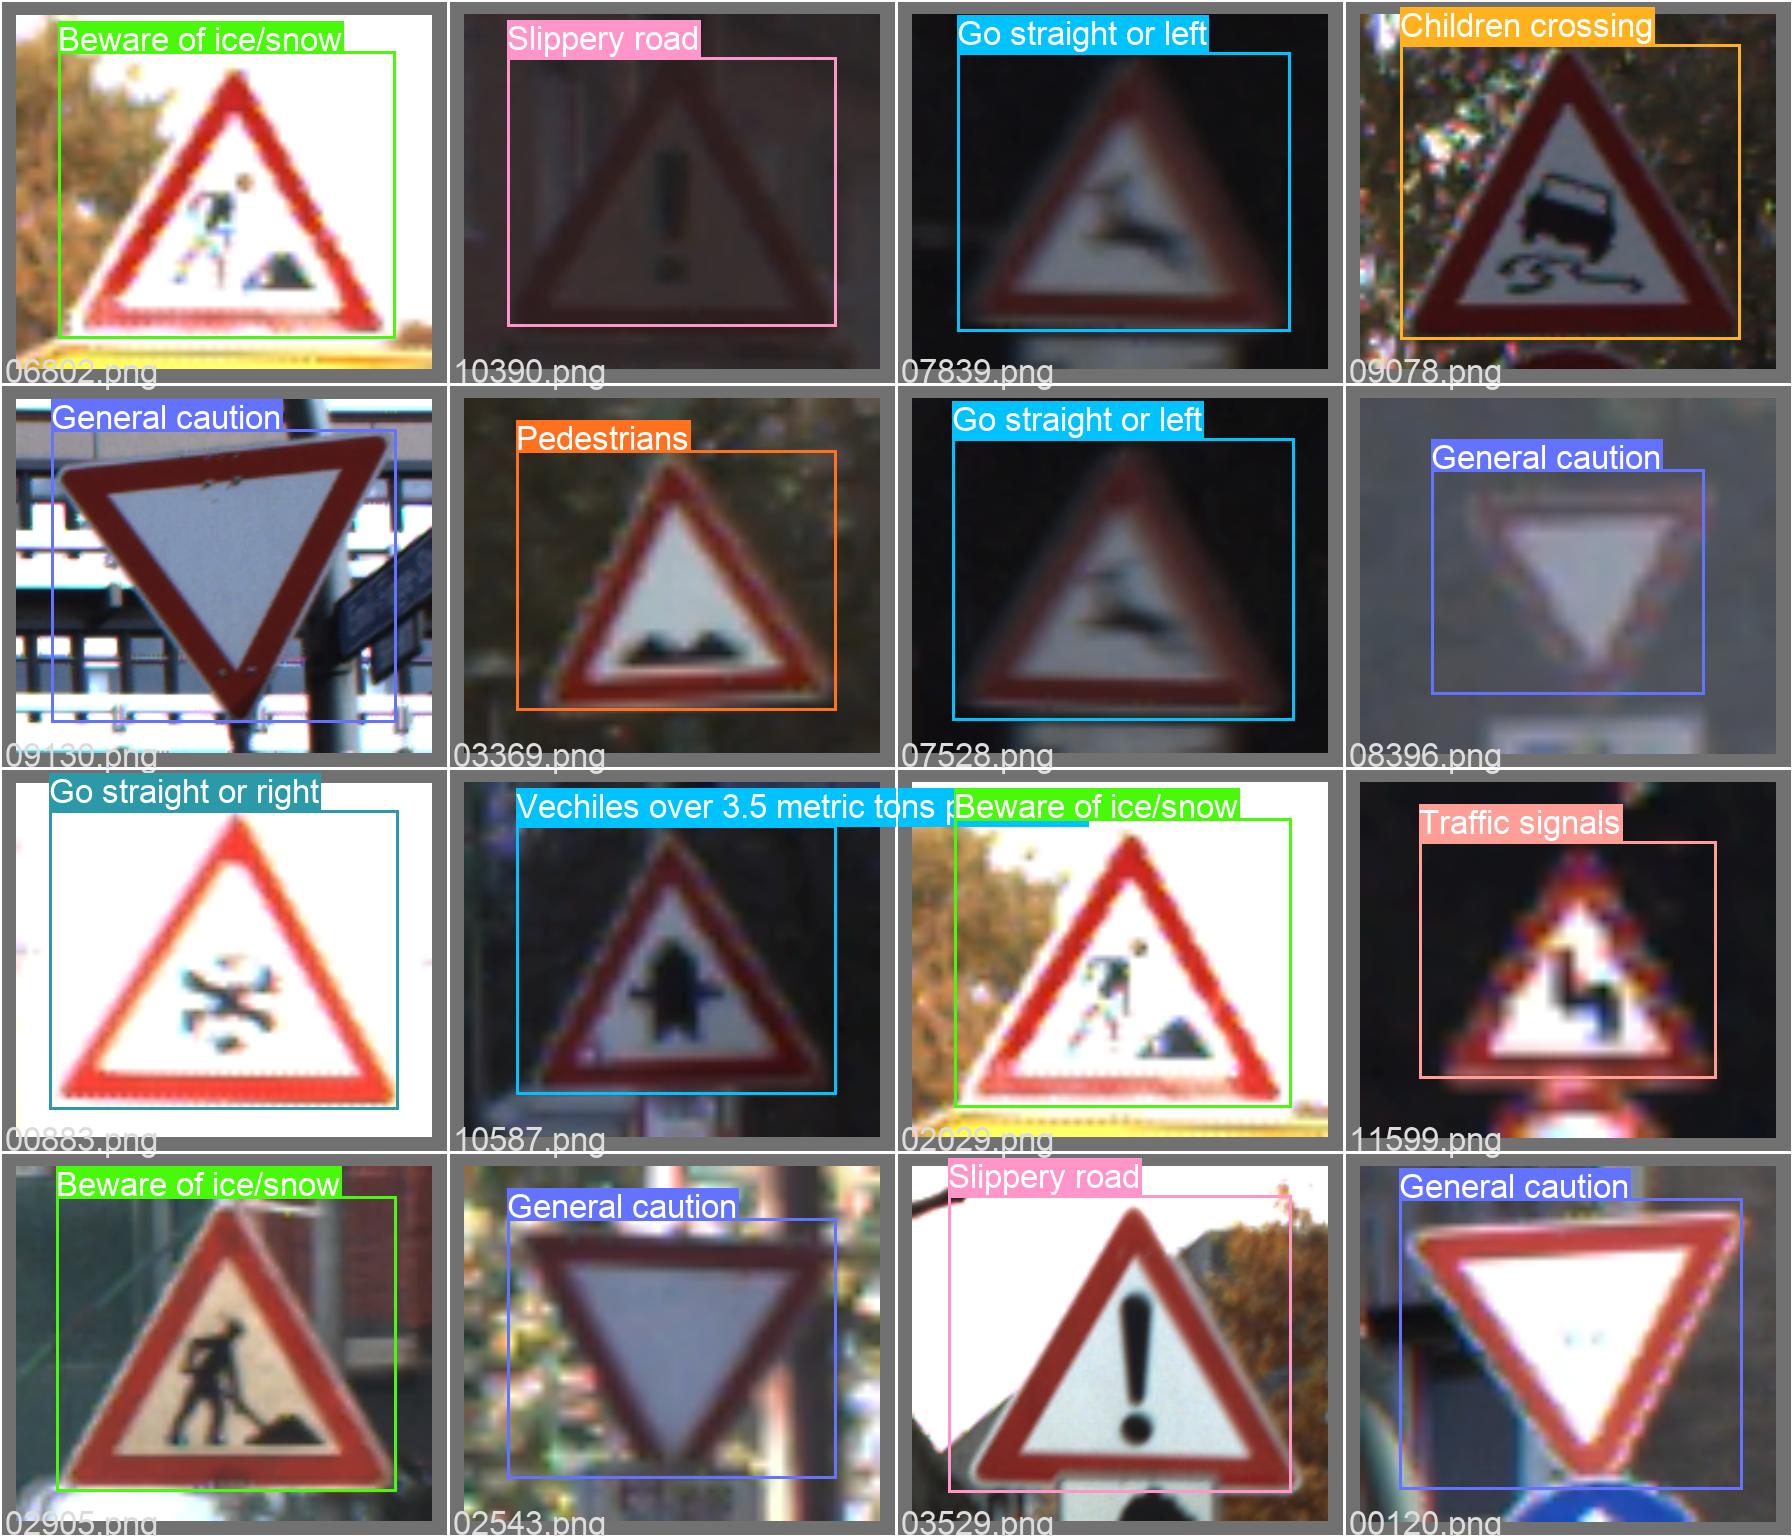 Beware of ice/snow
Slippery road
Go straight or left
Children crossing
06802.png
10390.png
07839.png
09078.png
General caution
Pedestrians
Go straight or left
General caution
09130.png
03369.png
07528.png
08396.png
Go straight or right
Vechiles over 3.5 metric tons
Beware of ice/snow
Traffic signals
00883.png
10587.png
02029.png
11599.png
Beware of ice/snow
General caution
Slippery road
General caution
02905.png
02543.png
03529.png
00120.png